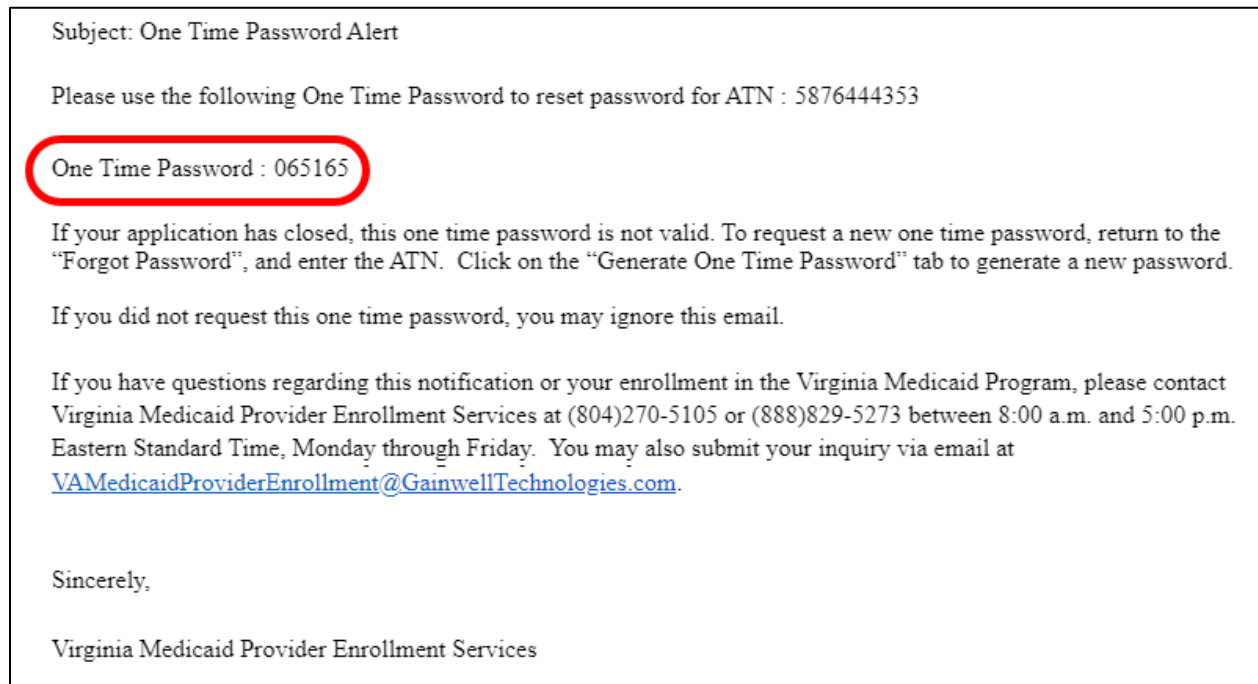 Subject: One Time Password Alert
Please use the following One Time Password to reset password for ATN : 5876444353
One Time Password : 065165
If your application has closed, this one time password is not valid. To request a new one time password, return to the
“Forgot Password”, and enter the ATN.  Click on the “Generate One Time Password” tab to generate a new password.
If you did not request this one time password, you may ignore this email.
If you have questions regarding this notification or your enrollment in the Virginia Medicaid Program, please contact
Virginia Medicaid Provider Enrollment Services at (804)270-5105 or (888)829-5273 between 8:00 a.m. and 5:00 p.m.
Eastern Standard Time, Monday through Friday.  You may also submit your inquiry via email at
VAMedicaidProviderEnrollment@GainwellTechnologies.com.
Sincerely,
Virginia Medicaid Provider Enrollment Services